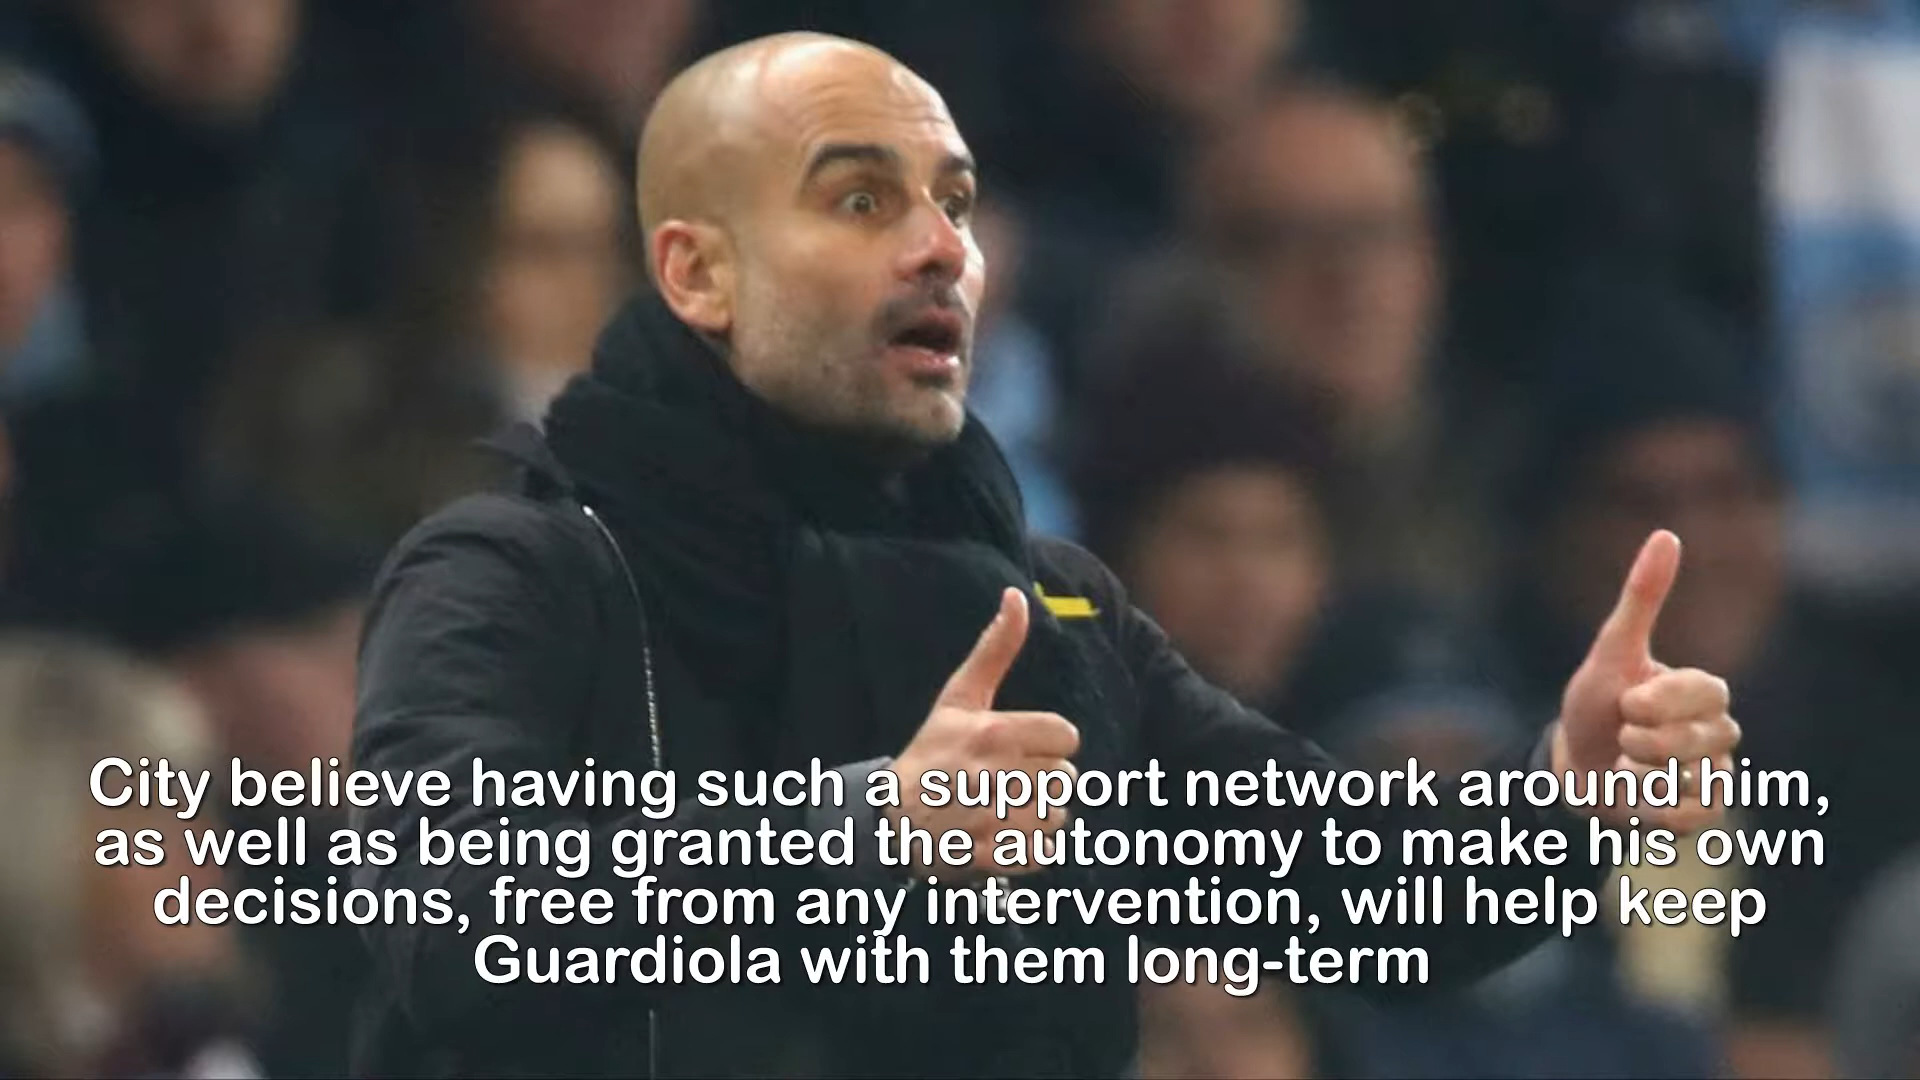 City believe having such a support network around him,
as well as being granted the autonomy to make his own
decisions, free from any intervention, will help keep
Guardiola with them long-term